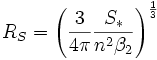 R_S = \left( \frac{3}{4\pi} \frac{S_*}{n^2 \beta_2} \right)^{\frac{1}{3}}